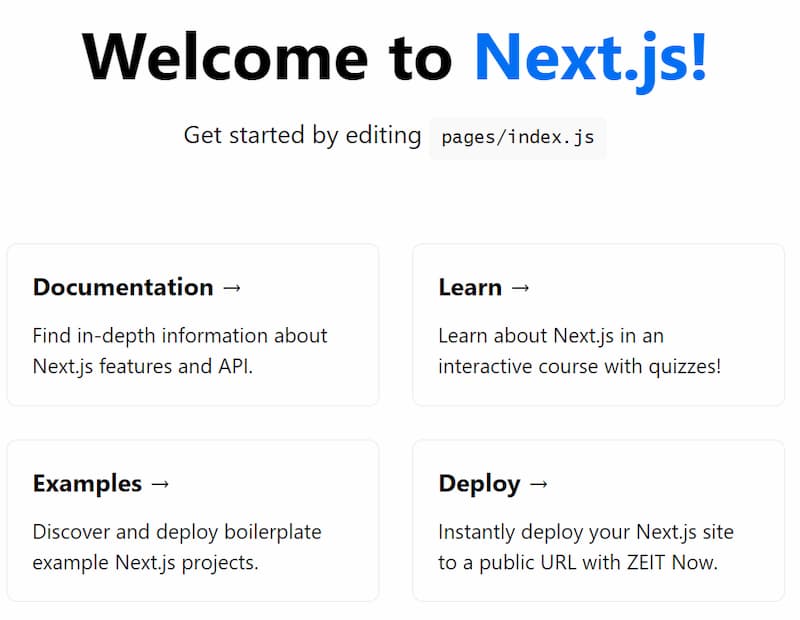 Welcome to Next.js!
Get started by editing pages/index.js
Documentation →
Find in-depth information about
Next.js features and API.
Learn →
Learn about Next.js in an
interactive course with quizzes!
Examples →
Discover and deploy boilerplate
example Next.js projects.
Deploy →
Instantly deploy your Next.js site
to a public URL with ZEIT Now.